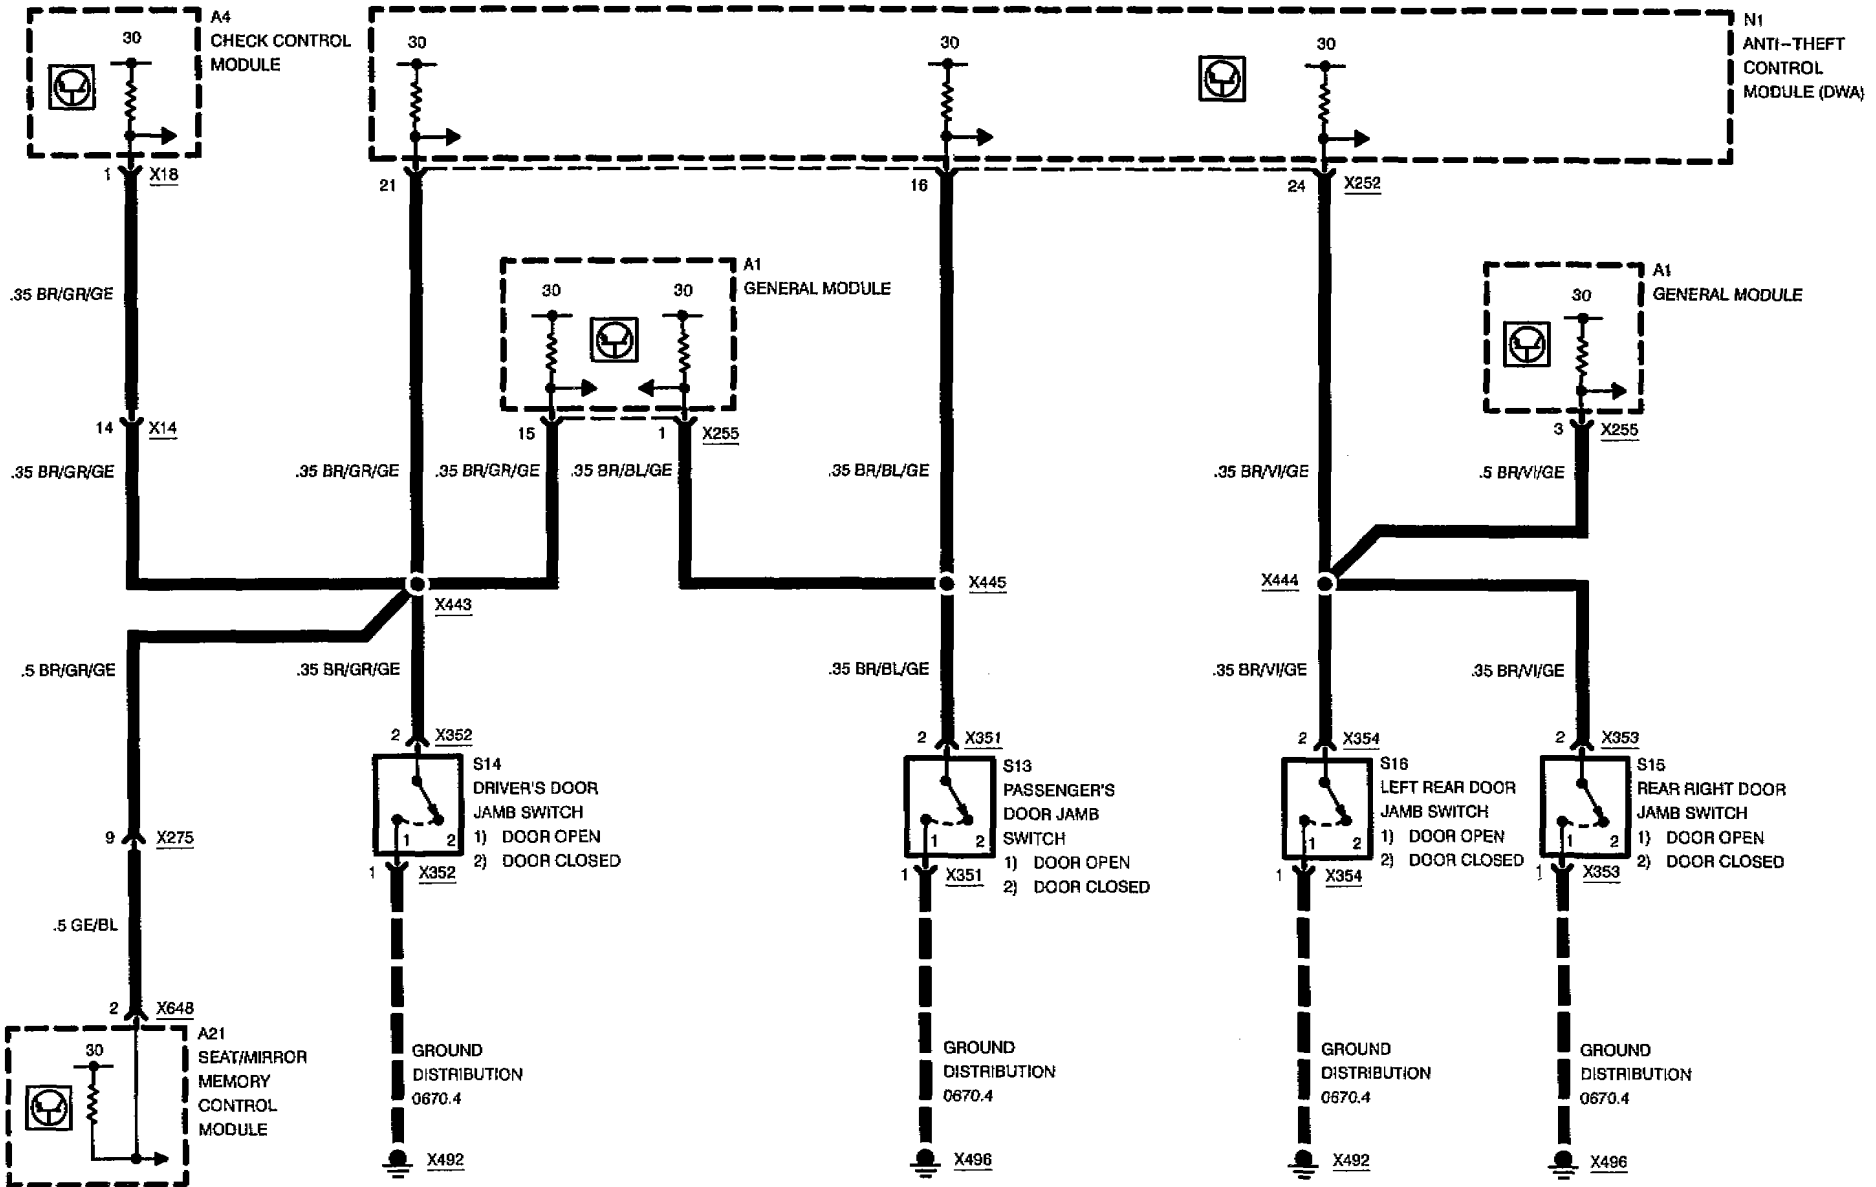 A4
CHECK CONTROL
MODULE
30
30
30
30
N1
ANTI-THEFT
CONTROL
MODULE (DWA)
1 X18
21
16
24 X252
A1
GENERAL MODULE
30
30
A1
GENERAL MODULE
30
.35 BR/GR/GE
14 X14
15
1 X255
3 X255
.35 BR/GR/GE
.35 BR/GR/GE
.35 BR/GR/GE
.35 BR/BL/GE
.35 BR/BL/GE
.35 BR/VI/GE
.5 BR/VI/GE
X443
X445
X444
.5 BR/GR/GE
.35 BR/GR/GE
.35 BR/BL/GE
.35 BR/VI/GE
.35 BR/VI/GE
2 X352
2 X351
2 X354
2 X353
S14
DRIVER'S DOOR
JAMB SWITCH
1) DOOR OPEN
2) DOOR CLOSED
1 2
S13
PASSENGER'S
DOOR JAMB
SWITCH
1) DOOR OPEN
2) DOOR CLOSED
1 2
S16
LEFT REAR DOOR
JAMB SWITCH
1) DOOR OPEN
2) DOOR CLOSED
1 2
S15
REAR RIGHT DOOR
JAMB SWITCH
1) DOOR OPEN
2) DOOR CLOSED
1 2
9 X275
1 X352
1 X351
1 X354
1 X353
.5 GE/BL
2 X648
A21
SEAT/MIRROR
MEMORY
CONTROL
MODULE
30
GROUND
DISTRIBUTION
0670.4
GROUND
DISTRIBUTION
0670.4
GROUND
DISTRIBUTION
0670.4
GROUND
DISTRIBUTION
0670.4
X492
X496
X492
X496